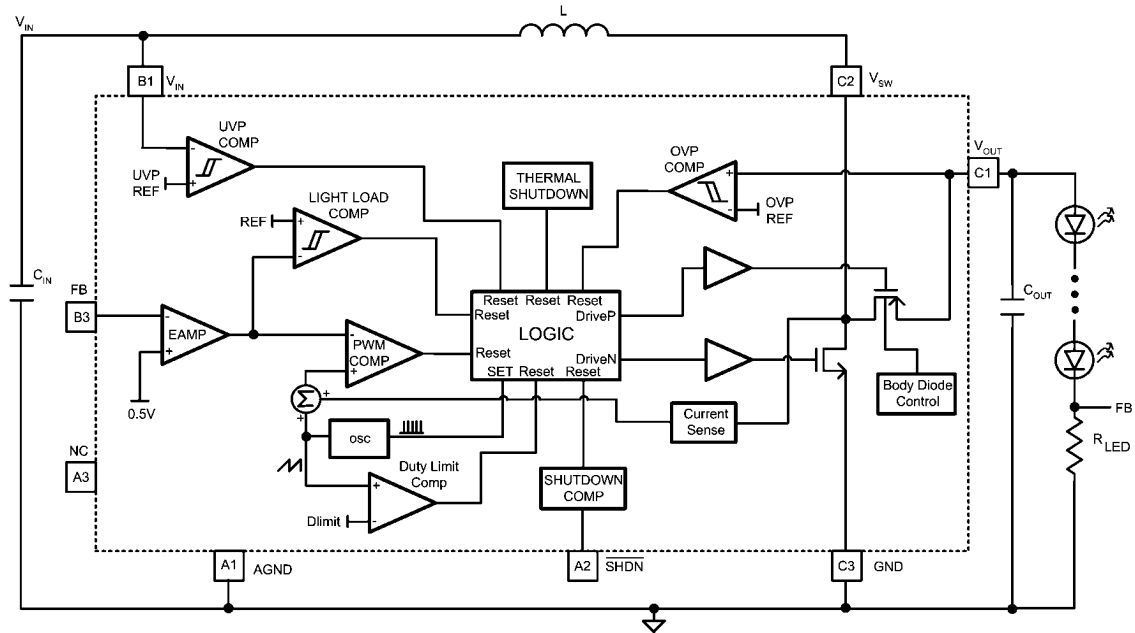 V_IN
L
B1
V_IN
C2
V_SW
UVP
COMP
UVP
REF
THERMAL
SHUTDOWN
OVP
COMP
OVP
REF
V_OUT
C1
LIGHT LOAD
COMP
REF
C_IN
FB
B3
EAMP
0.5V
PWM
COMP
Reset
Reset
Reset
Reset
DriveP
LOGIC
Reset
DriveN
SET
Reset
Reset
Σ
osc
Current
Sense
Body Diode
Control
C_OUT
FB
R_LED
NC
A3
Duty Limit
Comp
Dlimit
SHUTDOWN
COMP
A1
AGND
A2
S̅H̅D̅N̅
C3
GND